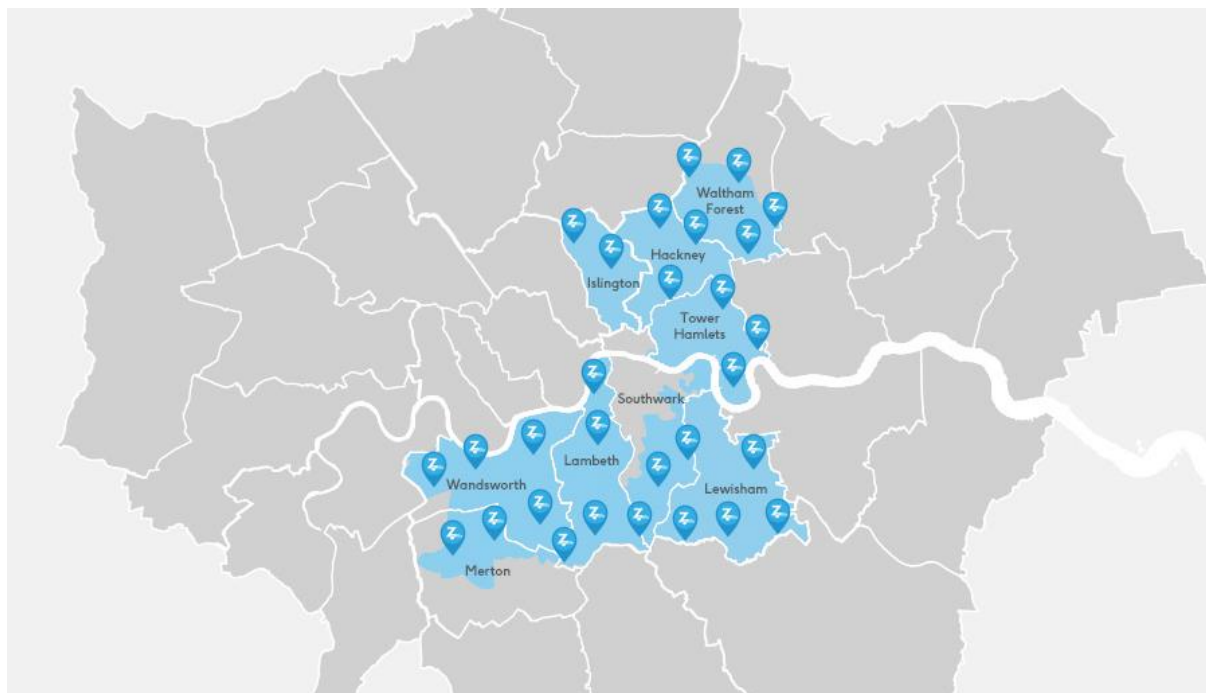 Waltham
Forest
Hackney
Islington
Tower
Hamlets
Southwark
Lambeth
Wandsworth
Lewisham
Merton